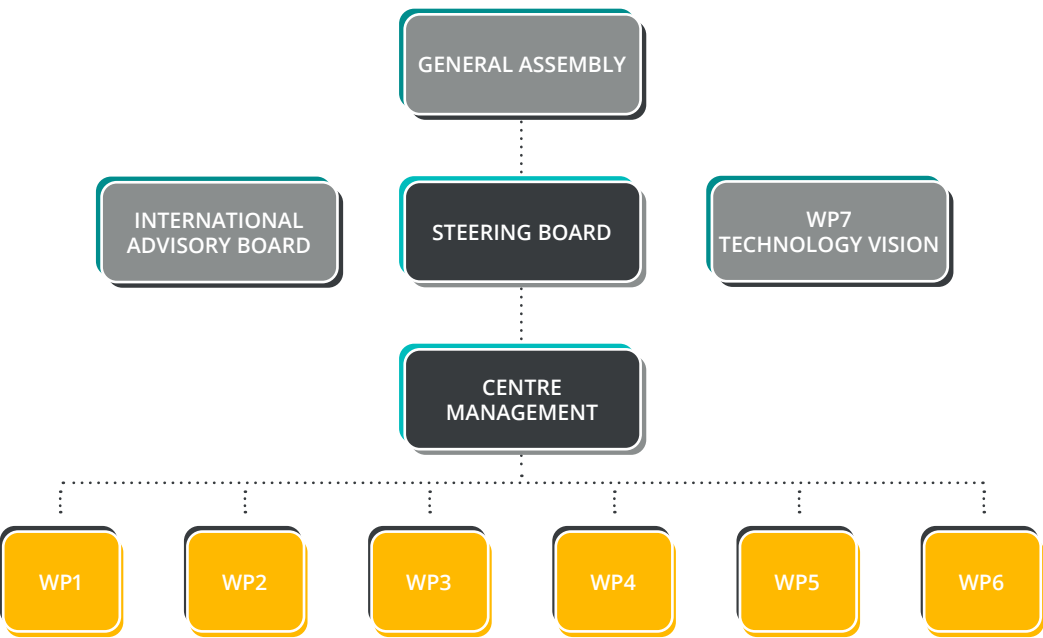 GENERAL ASSEMBLY
INTERNATIONAL
ADVISORY BOARD
STEERING BOARD
WP7
TECHNOLOGY VISION
CENTRE
MANAGEMENT
WP1
WP2
WP3
WP4
WP5
WP6